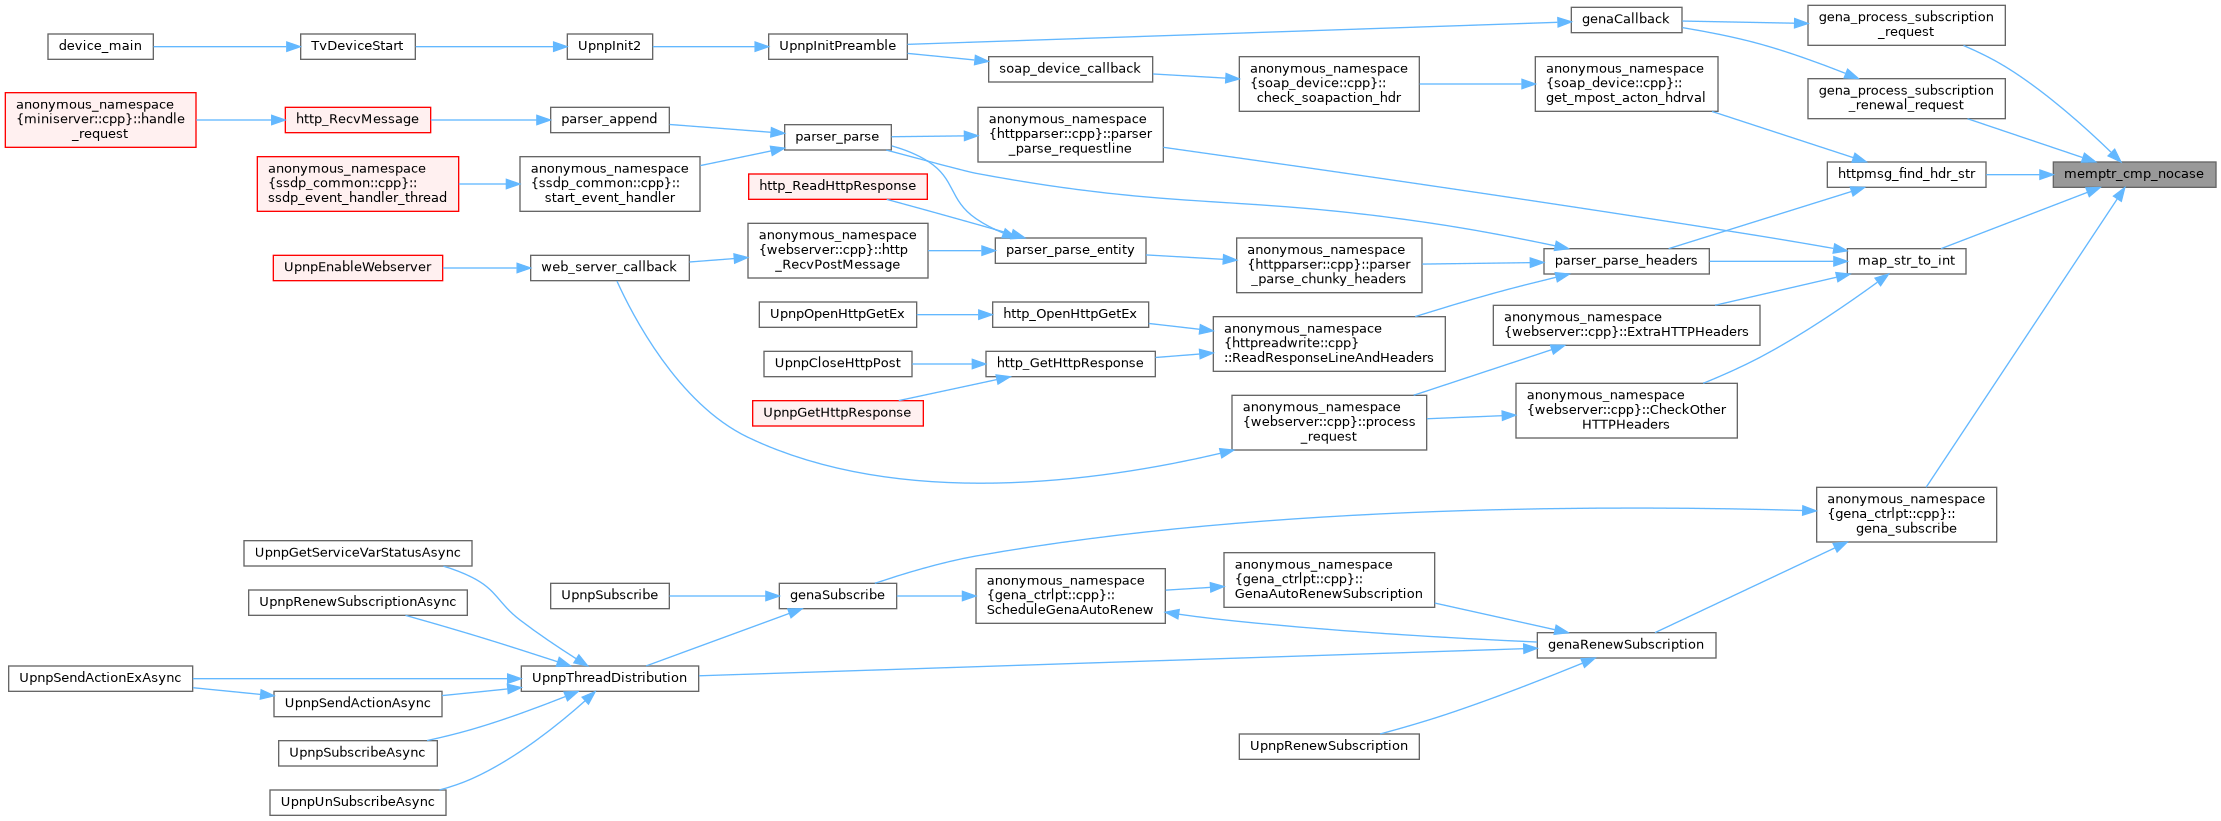 device_main
TvDeviceStart
UpnpInit2
UpnpInitPreamble
genaCallback
gena_process_subscription
_request
soap_device_callback
anonymous_namespace
{soap_device::cpp}::
check_soapaction_hdr
anonymous_namespace
{soap_device::cpp}::
get_mpost_acton_hdrval
gena_process_subscription
_renewal_request
anonymous_namespace
{miniserver::cpp}::handle
_request
http_RecvMessage
parser_append
parser_parse
anonymous_namespace
{httpparser::cpp}::parser
_parse_requestline
httpmsg_find_hdr_str
memptr_cmp_nocase
anonymous_namespace
{ssdp_common::cpp}::
ssdp_event_handler_thread
anonymous_namespace
{ssdp_common::cpp}::
start_event_handler
http_ReadHttpResponse
UpnpEnableWebserver
web_server_callback
anonymous_namespace
{webserver::cpp}::http
_RecvPostMessage
parser_parse_entity
anonymous_namespace
{httpparser::cpp}::parser
_parse_chunky_headers
parser_parse_headers
map_str_to_int
UpnpOpenHttpGetEx
http_OpenHttpGetEx
anonymous_namespace
{httpreadwrite::cpp}
::ReadResponseLineAndHeaders
anonymous_namespace
{webserver::cpp}::ExtraHTTPHeaders
UpnpCloseHttpPost
http_GetHttpResponse
UpnpGetHttpResponse
anonymous_namespace
{webserver::cpp}::process
_request
anonymous_namespace
{webserver::cpp}::CheckOther
HTTPHeaders
anonymous_namespace
{gena_ctrlpt::cpp}::
gena_subscribe
UpnpGetServiceVarStatusAsync
UpnpRenewSubscriptionAsync
UpnpSubscribe
genaSubscribe
anonymous_namespace
{gena_ctrlpt::cpp}::
ScheduleGenaAutoRenew
anonymous_namespace
{gena_ctrlpt::cpp}::
GenaAutoRenewSubscription
genaRenewSubscription
UpnpSendActionExAsync
UpnpThreadDistribution
UpnpSendActionAsync
UpnpSubscribeAsync
UpnpRenewSubscription
UpnpUnSubscribeAsync